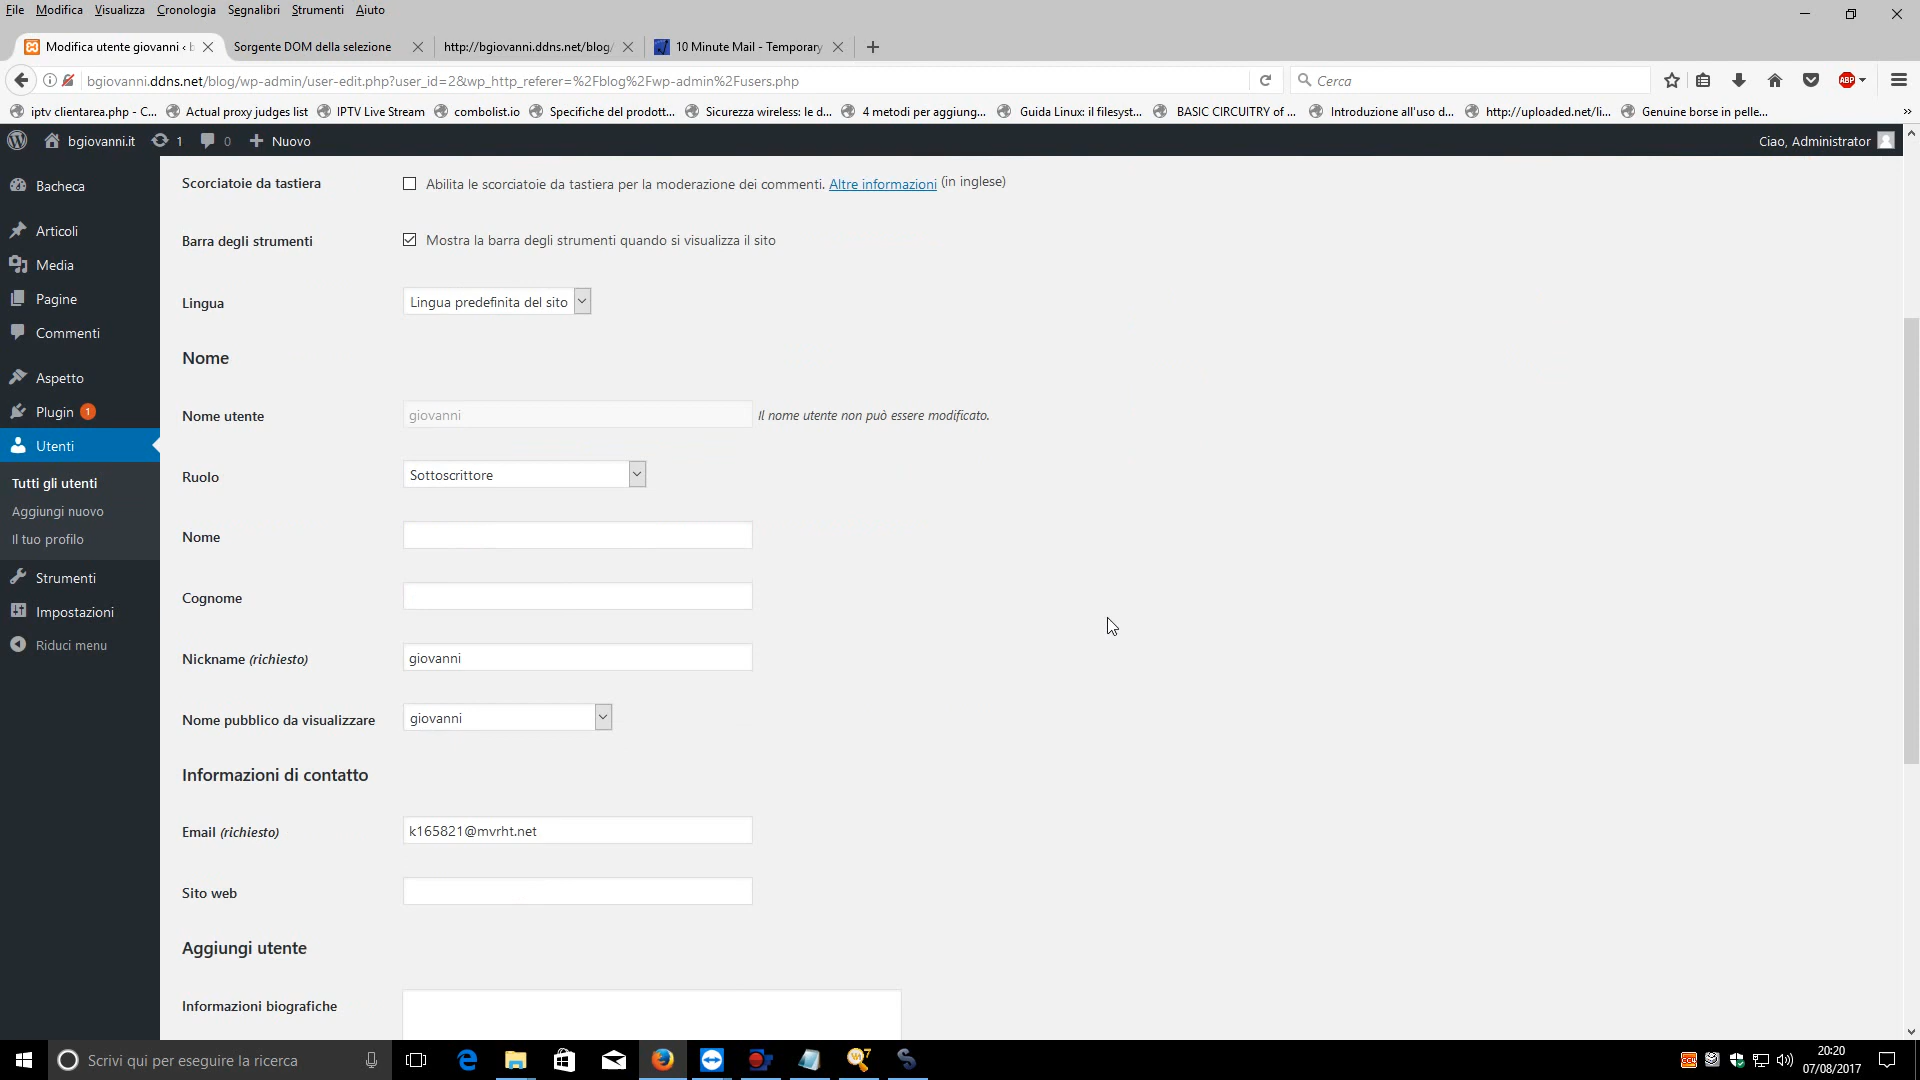 File Modifica Visualizza Cronologia Segnalibri Strumenti Aiuto
Modifica utente giovanni ‹ b
Sorgente DOM della selezione
http://bgiovanni.ddns.net/blog/
10 Minute Mail - Temporary
bgiovanni.ddns.net/blog/wp-admin/user-edit.php?user_id=2&wp_http_referer=%2Fblog%2Fwp-admin%2Fusers.php
Cerca
ABP
iptv clientarea.php - C... Actual proxy judges list IPTV Live Stream combolist.io Specifiche del prodott... Sicurezza wireless: le d... 4 metodi per aggiung... Guida Linux: il filesyst... BASIC CIRCUITRY of ... Introduzione all'uso d... http://uploaded.net/li... Genuine borse in pelle... »
bgiovanni.it 1 0 + Nuovo
Ciao, Administrator
Bacheca
Articoli
Media
Pagine
Commenti
Aspetto
Plugin 1
Utenti
Tutti gli utenti
Aggiungi nuovo
Il tuo profilo
Strumenti
Impostazioni
Riduci menu
Scorciatoie da tastiera
Abilita le scorciatoie da tastiera per la moderazione dei commenti. Altre informazioni (in inglese)
Barra degli strumenti
Mostra la barra degli strumenti quando si visualizza il sito
Lingua
Lingua predefinita del sito
Nome
Nome utente
giovanni
Il nome utente non può essere modificato.
Ruolo
Sottoscrittore
Nome
Cognome
Nickname (richiesto)
giovanni
Nome pubblico da visualizzare
giovanni
Informazioni di contatto
Email (richiesto)
k165821@mvrht.net
Sito web
Aggiungi utente
Informazioni biografiche
Scrivi qui per eseguire la ricerca
20:20
07/08/2017